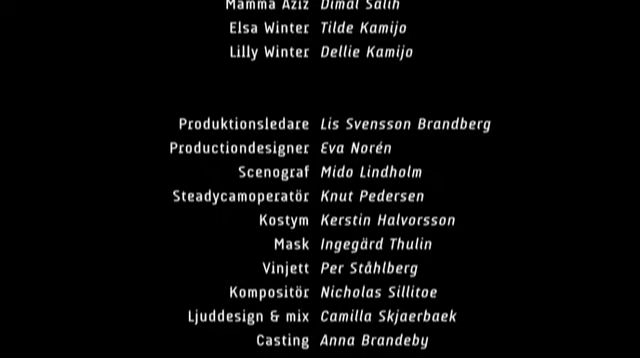 Mamma Aziz Dimal Salih
Elsa Winter Tilde Kamijo
Lilly Winter Dellie Kamijo
Produktionsledare Lis Svensson Brandberg
Productiondesigner Eva Norén
Scenograf Mido Lindholm
Steadycamoperatör Knut Pedersen
Kostym Kerstin Halvorsson
Mask Ingegärd Thulin
Vinjett Per Ståhlberg
Kompositör Nicholas Sillitoe
Ljuddesign & mix Camilla Skjaerbaek
Casting Anna Brandeby